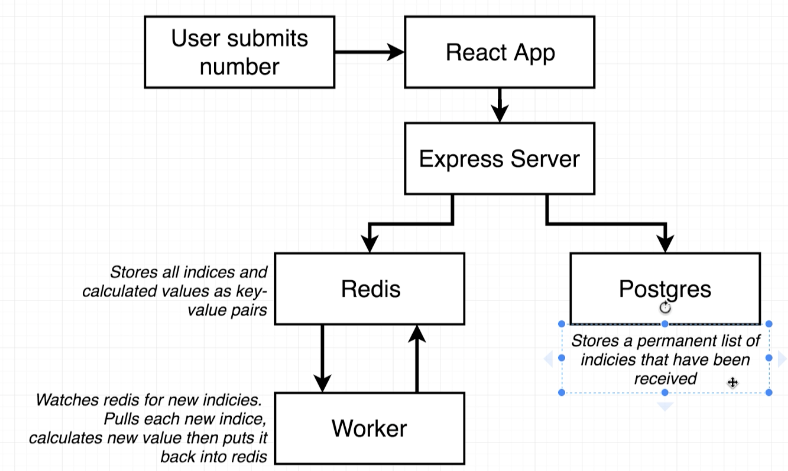 User submits
number
React App
Express Server
Stores all indices and
calculated values as key-
value pairs
Redis
Postgres
Stores a permanent list of
indicies that have been
received
Watches redis for new indicies.
Pulls each new indice,
calculates new value then puts it
back into redis
Worker